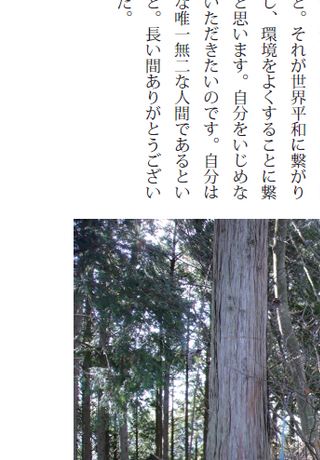 と。それが世界平和に繋がり
し、環境をよくすることに繋
と思います。自分をいじめな
いただきたいのです。自分は
な唯一無二な人間であるとい
と。長い間ありがとうござい
た。